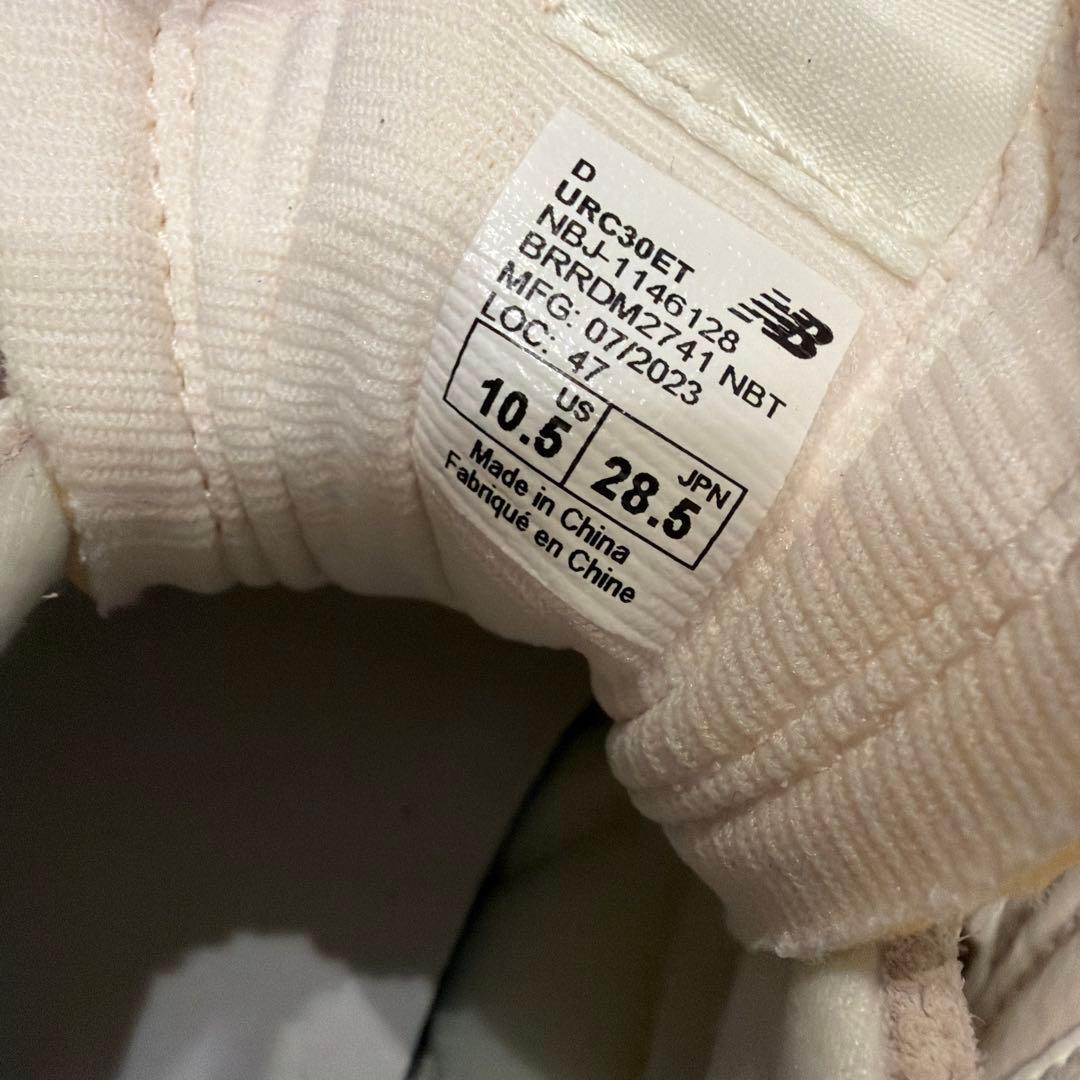 D
URC30ET
NBJ-1146128
BRRDM2741 NBT
MFG: 07/2023
LOC: 47
NB
US
10.5
JPN
28.5
Made in China
Fabriqué en Chine